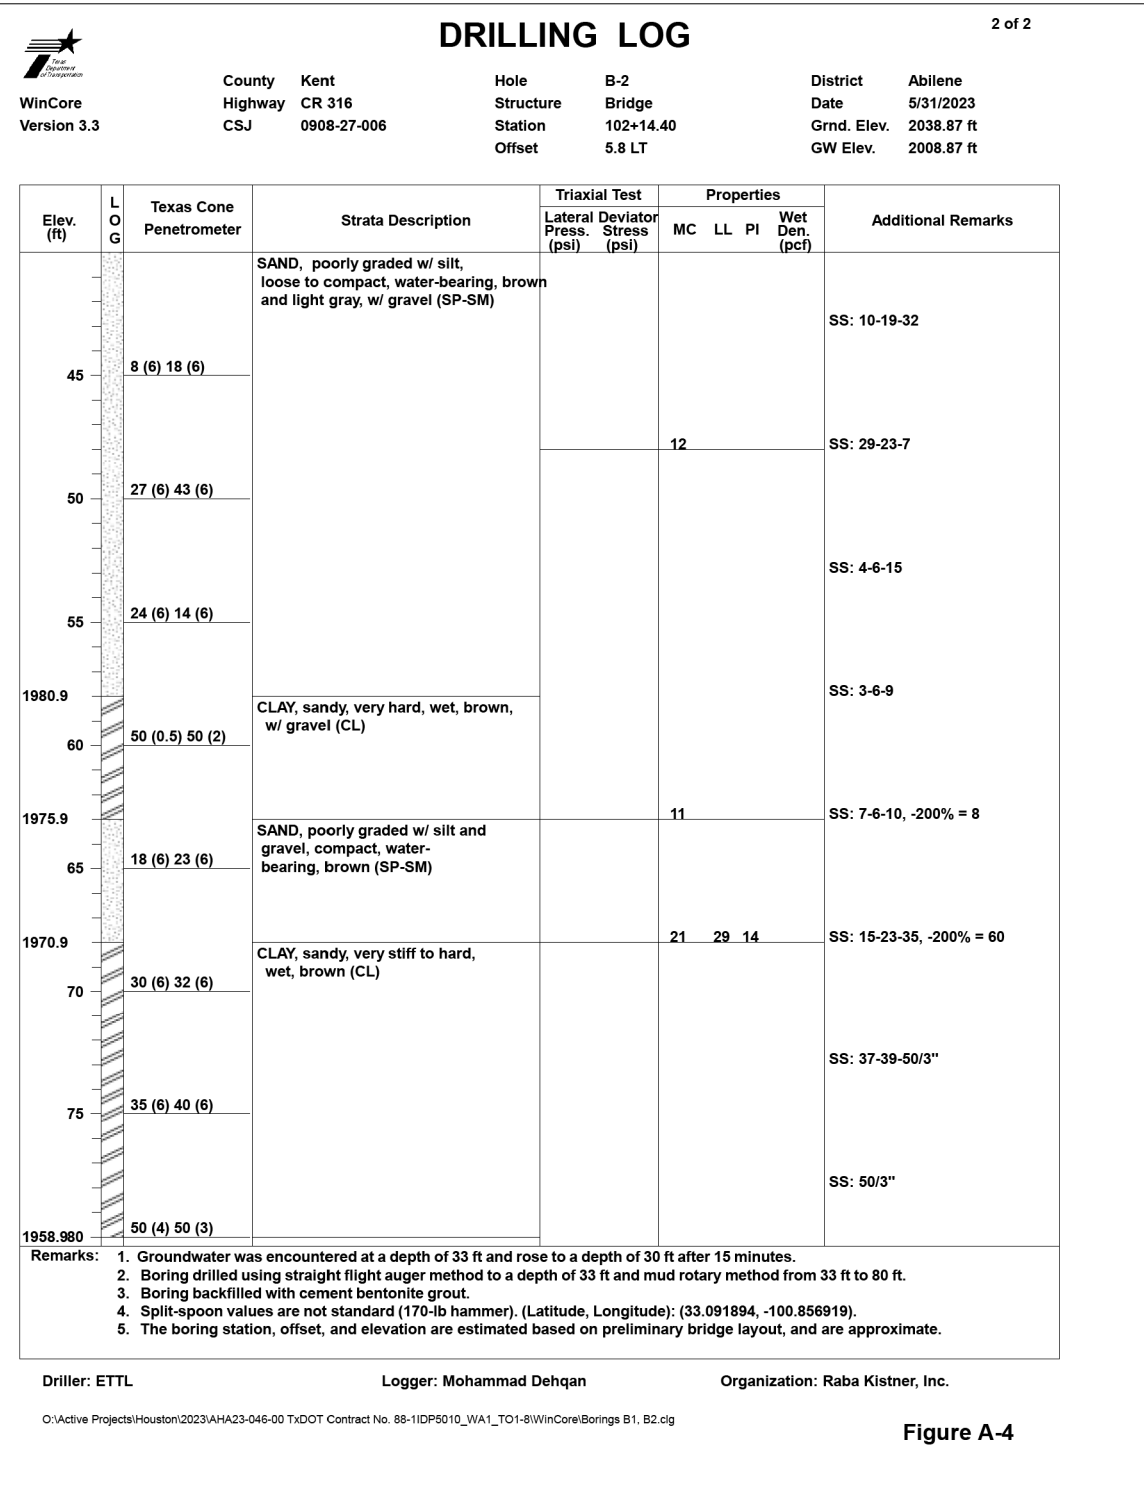 DRILLING LOG
2 of 2
Texas
Department
of Transportation
WinCore
Version 3.3
County Kent
Highway CR 316
CSJ 0908-27-006
Hole B-2
Structure Bridge
Station 102+14.40
Offset 5.8 LT
District Abilene
Date 5/31/2023
Grnd. Elev. 2038.87 ft
GW Elev. 2008.87 ft
Elev.
(ft)
L
O
G
Texas Cone
Penetrometer
Strata Description
Triaxial Test
Lateral Deviator
Press. Stress
(psi) (psi)
Properties
MC LL PI Wet
Den.
(pcf)
Additional Remarks
SAND, poorly graded w/ silt,
loose to compact, water-bearing, brown
and light gray, w/ gravel (SP-SM)
SS: 10-19-32
45 8 (6) 18 (6)
12 SS: 29-23-7
50 27 (6) 43 (6)
SS: 4-6-15
55 24 (6) 14 (6)
1980.9 SS: 3-6-9
CLAY, sandy, very hard, wet, brown,
w/ gravel (CL)
60 50 (0.5) 50 (2)
1975.9 11 SS: 7-6-10, -200% = 8
SAND, poorly graded w/ silt and
gravel, compact, water-
bearing, brown (SP-SM)
65 18 (6) 23 (6)
1970.9 21 29 14 SS: 15-23-35, -200% = 60
CLAY, sandy, very stiff to hard,
wet, brown (CL)
70 30 (6) 32 (6)
SS: 37-39-50/3"
75 35 (6) 40 (6)
SS: 50/3"
1958.980 50 (4) 50 (3)
Remarks: 1. Groundwater was encountered at a depth of 33 ft and rose to a depth of 30 ft after 15 minutes.
2. Boring drilled using straight flight auger method to a depth of 33 ft and mud rotary method from 33 ft to 80 ft.
3. Boring backfilled with cement bentonite grout.
4. Split-spoon values are not standard (170-lb hammer). (Latitude, Longitude): (33.091894, -100.856919).
5. The boring station, offset, and elevation are estimated based on preliminary bridge layout, and are approximate.
Driller: ETTL Logger: Mohammad Dehqan Organization: Raba Kistner, Inc.
O:\Active Projects\Houston\2023\AHA23-046-00 TxDOT Contract No. 88-1IDP5010_WA1_TO1-8\WinCore\Borings B1, B2.clg
Figure A-4